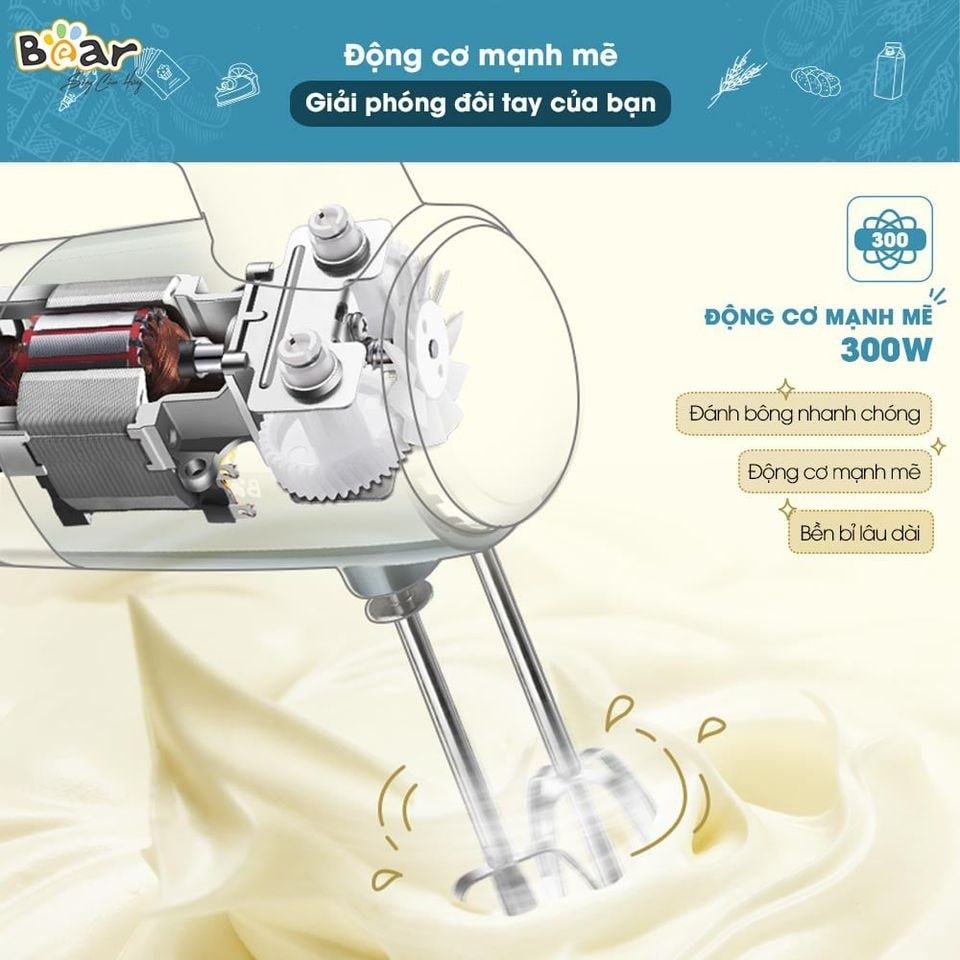 Bear
Động cơ mạnh mẽ
Giải phóng đôi tay của bạn
300
ĐỘNG CƠ MẠNH MẼ
300W
Đánh bông nhanh chóng
Động cơ mạnh mẽ
Bền bỉ lâu dài